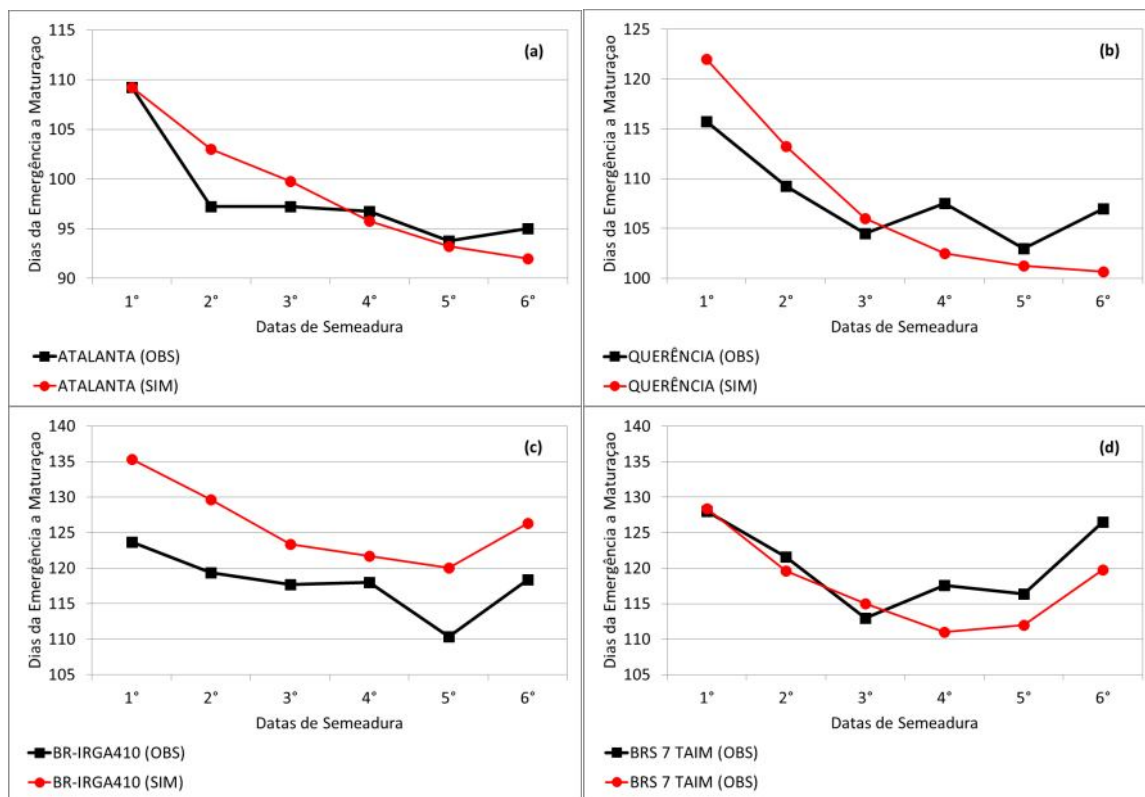 (a)
Dias da Emergência a Maturaçao
115
110
105
100
95
90
1° 2° 3° 4° 5° 6°
Datas de Semeadura
ATALANTA (OBS)
ATALANTA (SIM)
(b)
Dias da Emergência a Maturaçao
125
120
115
110
105
100
1° 2° 3° 4° 5° 6°
Datas de Semeadura
QUERÊNCIA (OBS)
QUERÊNCIA (SIM)
(c)
Dias da Emergência a Maturaçao
140
135
130
125
120
115
110
105
1° 2° 3° 4° 5° 6°
Datas de Semeadura
BR-IRGA410 (OBS)
BR-IRGA410 (SIM)
(d)
Dias da Emergência a Maturaçao
140
135
130
125
120
115
110
105
1° 2° 3° 4° 5° 6°
Datas de Semeadura
BRS 7 TAIM (OBS)
BRS 7 TAIM (OBS)